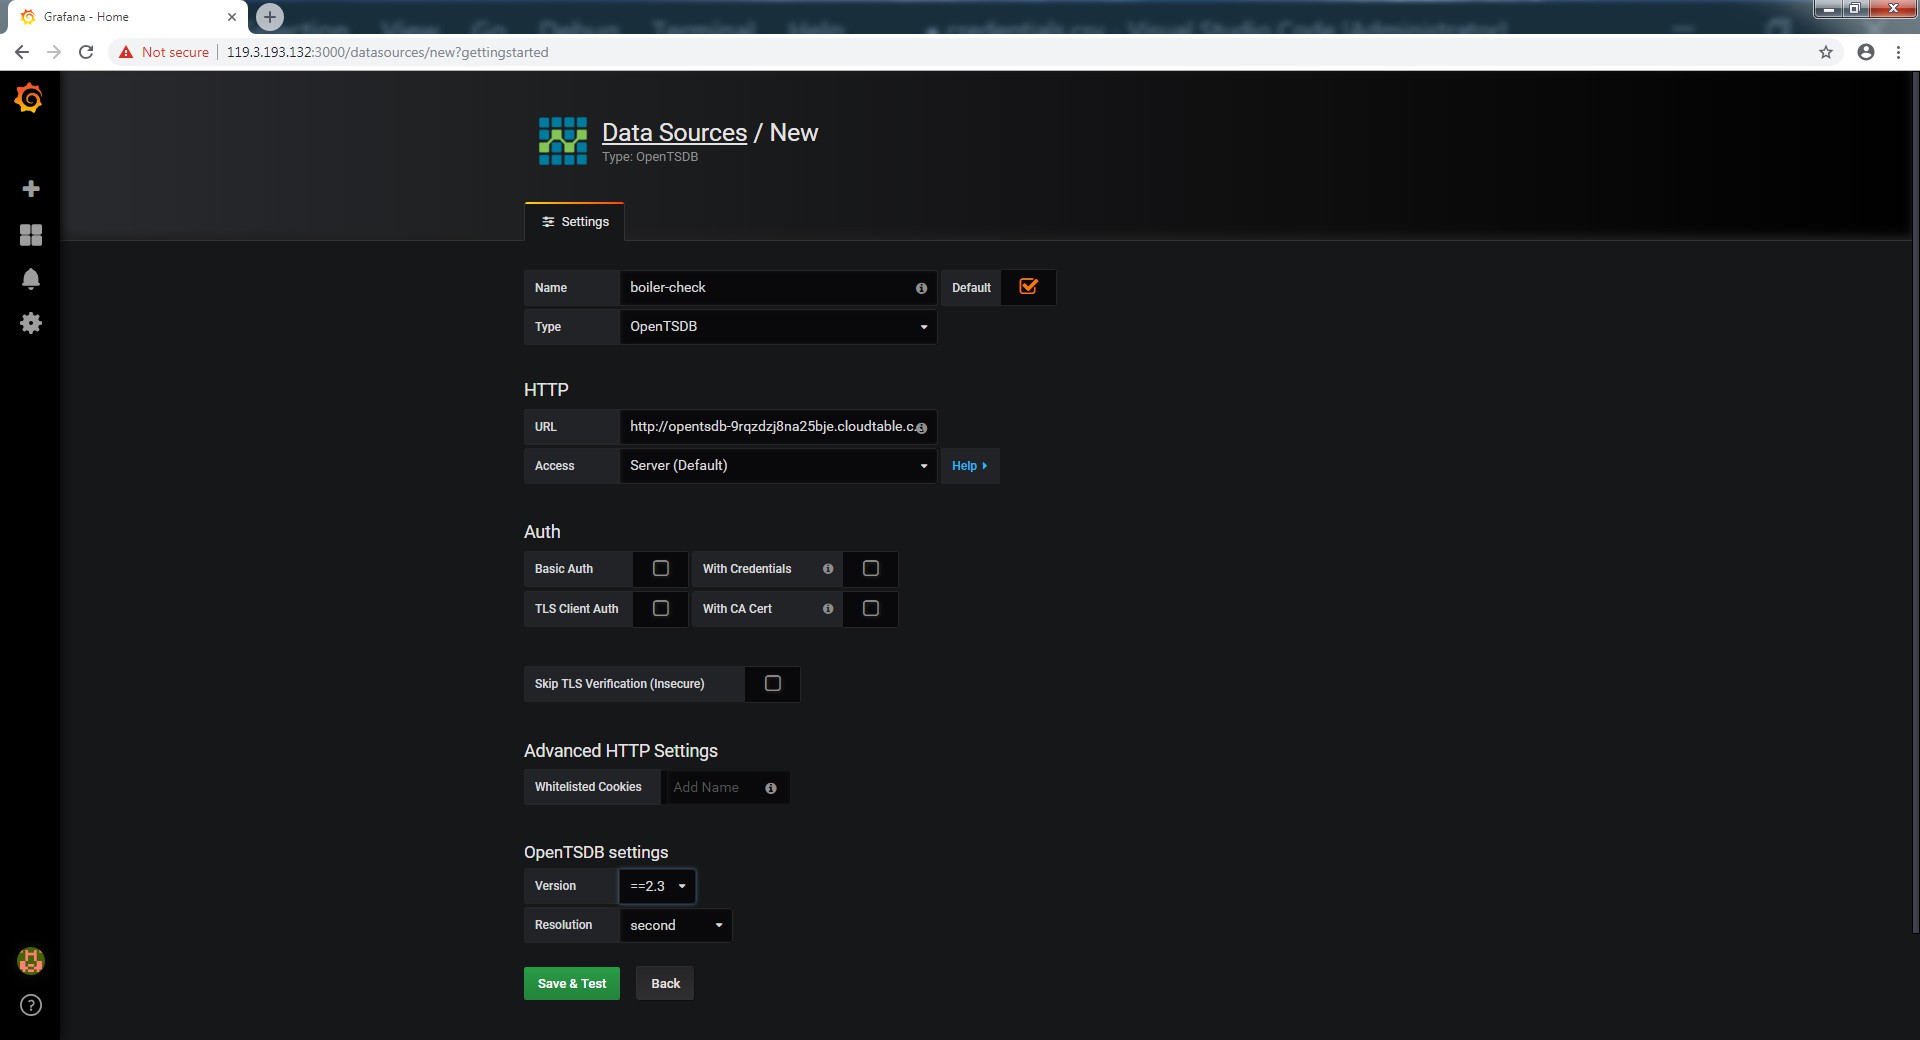 Grafana - Home
Not secure | 119.3.193.132:3000/datasources/new?gettingstarted
Data Sources / New
Type: OpenTSDB
Settings
Name boiler-check Default
Type OpenTSDB
HTTP
URL http://opentsdb-9rqzdzj8na25bje.cloudtable.c
Access Server (Default) Help
Auth
Basic Auth With Credentials
TLS Client Auth With CA Cert
Skip TLS Verification (Insecure)
Advanced HTTP Settings
Whitelisted Cookies Add Name
OpenTSDB settings
Version ==2.3
Resolution second
Save & Test Back